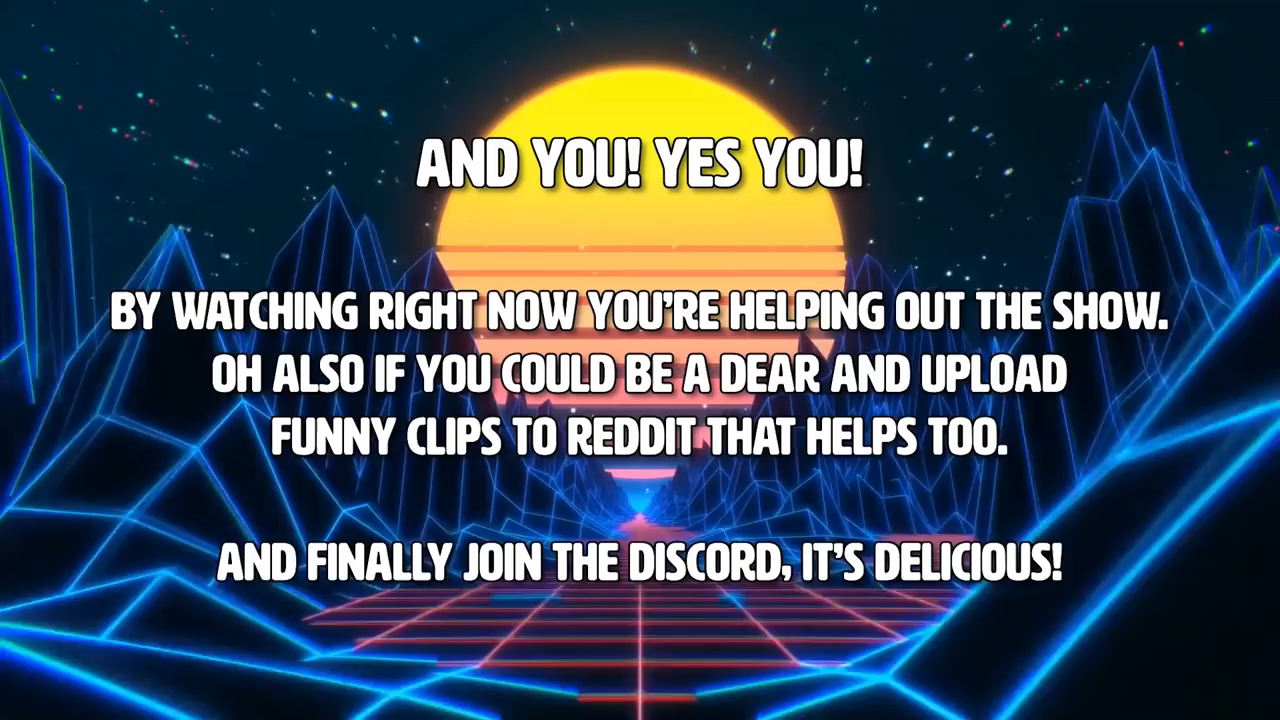 AND YOU! YES YOU!
BY WATCHING RIGHT NOW YOU'RE HELPING OUT THE SHOW.
OH ALSO IF YOU COULD BE A DEAR AND UPLOAD
FUNNY CLIPS TO REDDIT THAT HELPS TOO.
AND FINALLY JOIN THE DISCORD, IT'S DELICIOUS!